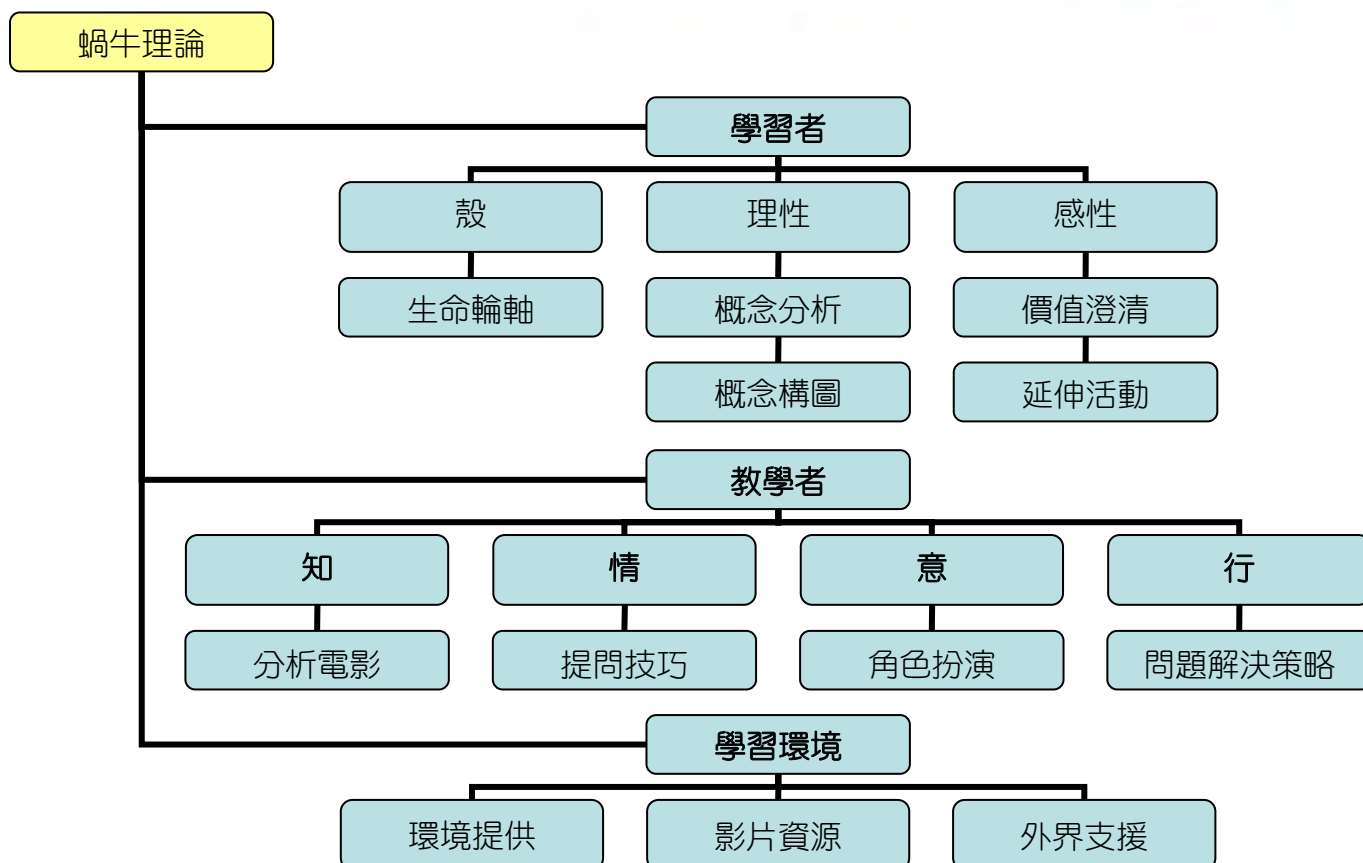 蝸牛理論
學習者
殼
理性
感性
生命輪軸
概念分析
價值澄清
概念構圖
延伸活動
教學者
知
情
意
行
分析電影
提問技巧
角色扮演
問題解決策略
學習環境
環境提供
影片資源
外界支援